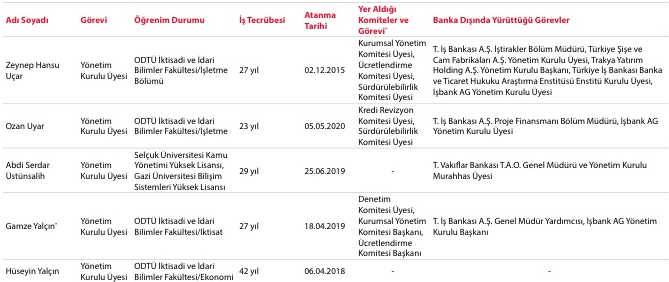 Adı Soyadı Görevi Öğrenim Durumu İş Tecrübesi Atanma Tarihi Yer Aldığı Komiteler ve Görevi* Banka Dışında Yürüttüğü Görevler
Zeynep Hansu Uçar
Yönetim Kurulu Üyesi
ODTÜ İktisadi ve İdari
Bilimler Fakültesi/İşletme
Bölümü
27 yıl
02.12.2015
Kurumsal Yönetim
Komitesi Üyesi,
Ücretlendirme
Komitesi Üyesi,
Sürdürülebilirlik
Komitesi Üyesi
T. İş Bankası A.Ş. İştirakler Bölüm Müdürü, Türkiye Şişe ve
Cam Fabrikaları A.Ş. Yönetim Kurulu Üyesi, Trakya Yatırım
Holding A.Ş. Yönetim Kurulu Başkanı, Türkiye İş Bankası Banka
ve Ticaret Hukuku Araştırma Enstitüsü Enstitü Kurulu Üyesi,
İşbank AG Yönetim Kurulu Üyesi
Ozan Uyar
Yönetim
Kurulu Üyesi
ODTÜ İktisadi ve İdari
Bilimler Fakültesi/İşletme
23 yıl
05.05.2020
Kredi Revizyon
Komitesi Üyesi,
Sürdürülebilirlik
Komitesi Üyesi
T. İş Bankası A.Ş. Proje Finansmanı Bölüm Müdürü, İşbank AG
Yönetim Kurulu Üyesi
Abdi Serdar
Üstünsalih
Yönetim
Kurulu Üyesi
Selçuk Üniversitesi Kamu
Yönetimi Yüksek Lisansı,
Gazi Üniversitesi Bilişim
Sistemleri Yüksek Lisansı
29 yıl
25.06.2019
-
T. Vakıflar Bankası T.A.O. Genel Müdürü ve Yönetim Kurulu
Murahhas Üyesi
Gamze Yalçın*
Yönetim
Kurulu Üyesi
ODTÜ İktisadi ve İdari
Bilimler Fakültesi/İktisat
27 yıl
18.04.2019
Denetim
Komitesi Üyesi,
Kurumsal Yönetim
Komitesi Başkanı,
Ücretlendirme
Komitesi Başkanı
T. İş Bankası A.Ş. Genel Müdür Yardımcısı, İşbank AG Yönetim
Kurulu Başkanı
Hüseyin Yalçın
Yönetim
Kurulu Üyesi
ODTÜ İktisadi ve İdari
Bilimler Fakültesi/Ekonomi
42 yıl
06.04.2018
-
-